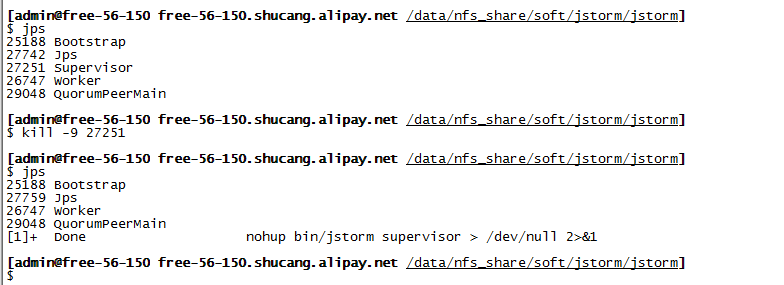 [admin@free-56-150 free-56-150.shucang.alipay.net /data/nfs_share/soft/jstorm/jstorm]
$ jps
25188 Bootstrap
27742 Jps
27251 Supervisor
26747 Worker
29048 QuorumPeerMain
[admin@free-56-150 free-56-150.shucang.alipay.net /data/nfs_share/soft/jstorm/jstorm]
$ kill -9 27251
[admin@free-56-150 free-56-150.shucang.alipay.net /data/nfs_share/soft/jstorm/jstorm]
$ jps
25188 Bootstrap
27759 Jps
26747 Worker
29048 QuorumPeerMain
[1]+  Done                    nohup bin/jstorm supervisor > /dev/null 2>&1
[admin@free-56-150 free-56-150.shucang.alipay.net /data/nfs_share/soft/jstorm/jstorm]
$